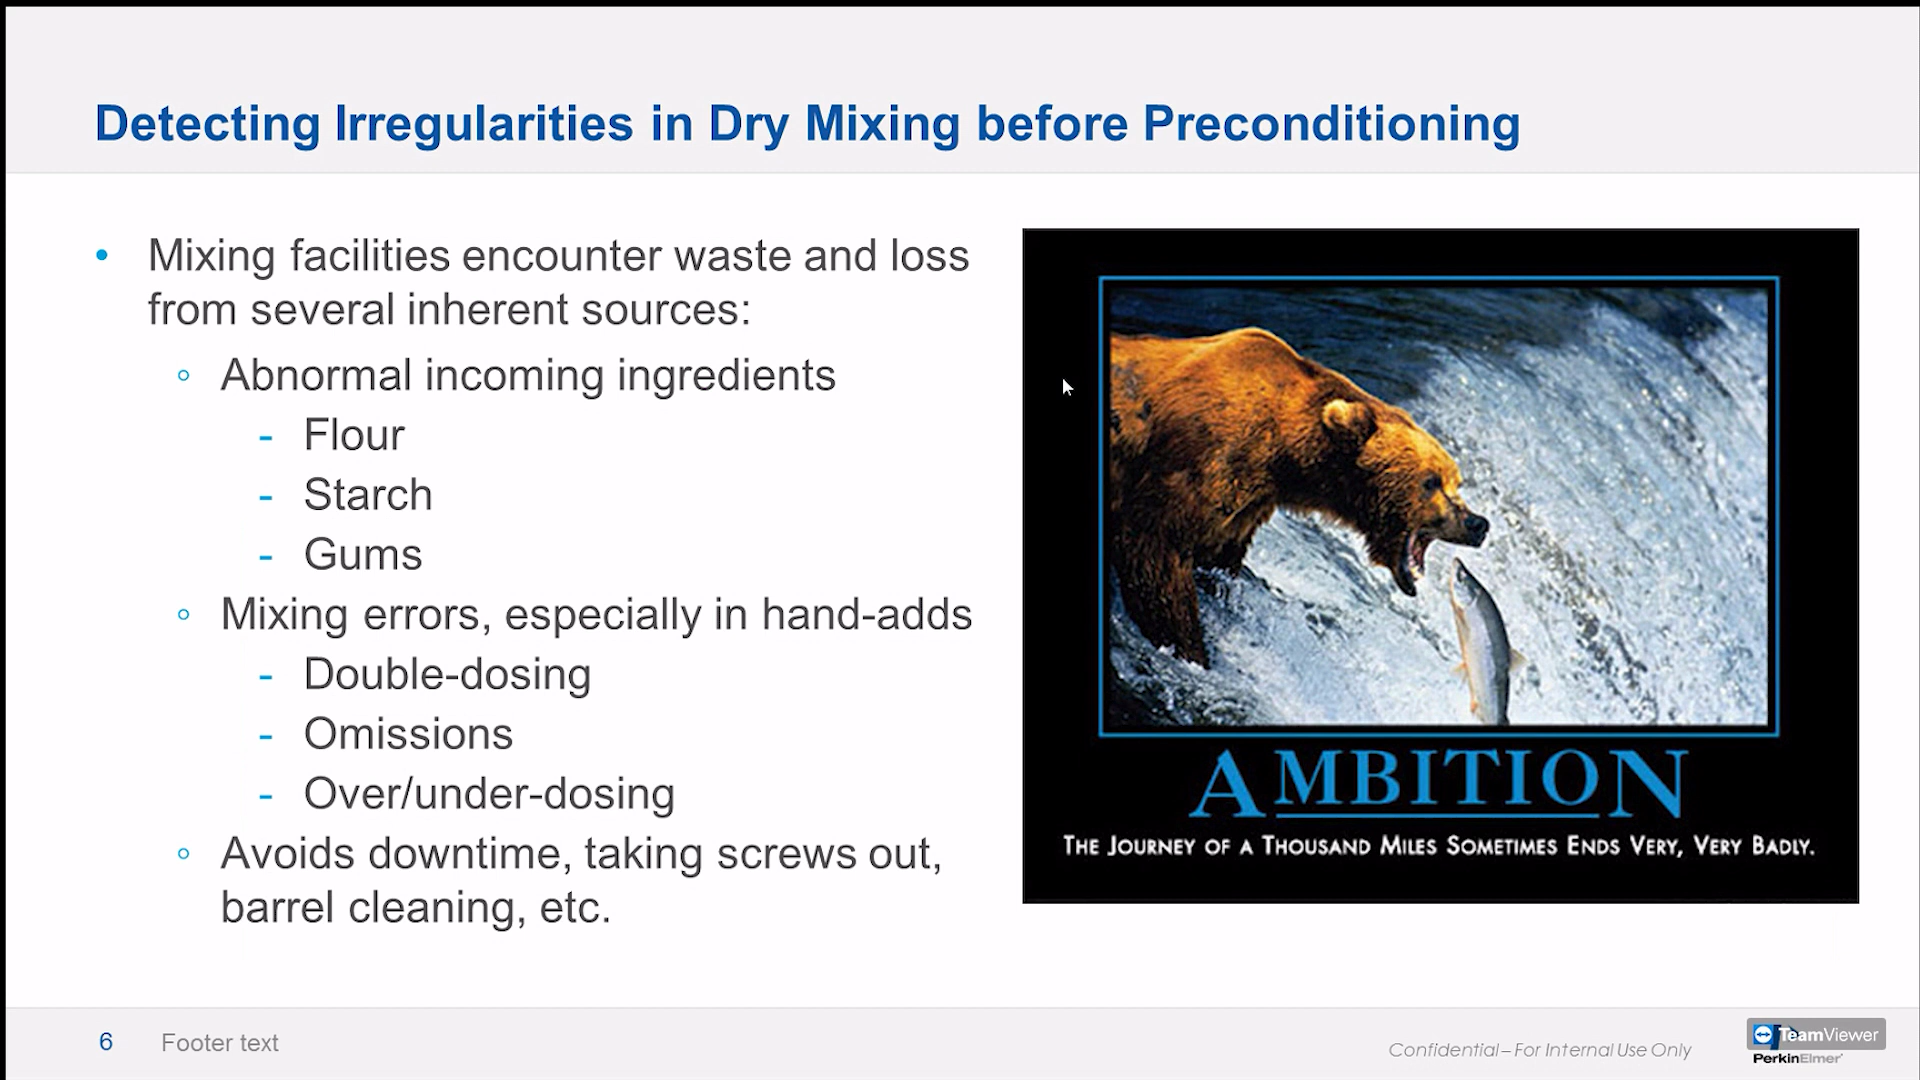 Detecting Irregularities in Dry Mixing before Preconditioning
• Mixing facilities encounter waste and loss
from several inherent sources:
◦ Abnormal incoming ingredients
- Flour
- Starch
- Gums
◦ Mixing errors, especially in hand-adds
- Double-dosing
- Omissions
- Over/under-dosing
◦ Avoids downtime, taking screws out,
barrel cleaning, etc.
AMBITION
THE JOURNEY OF A THOUSAND MILES SOMETIMES ENDS VERY, VERY BADLY.
6 Footer text
Confidential – For Internal Use Only
TeamViewer
PerkinElmer